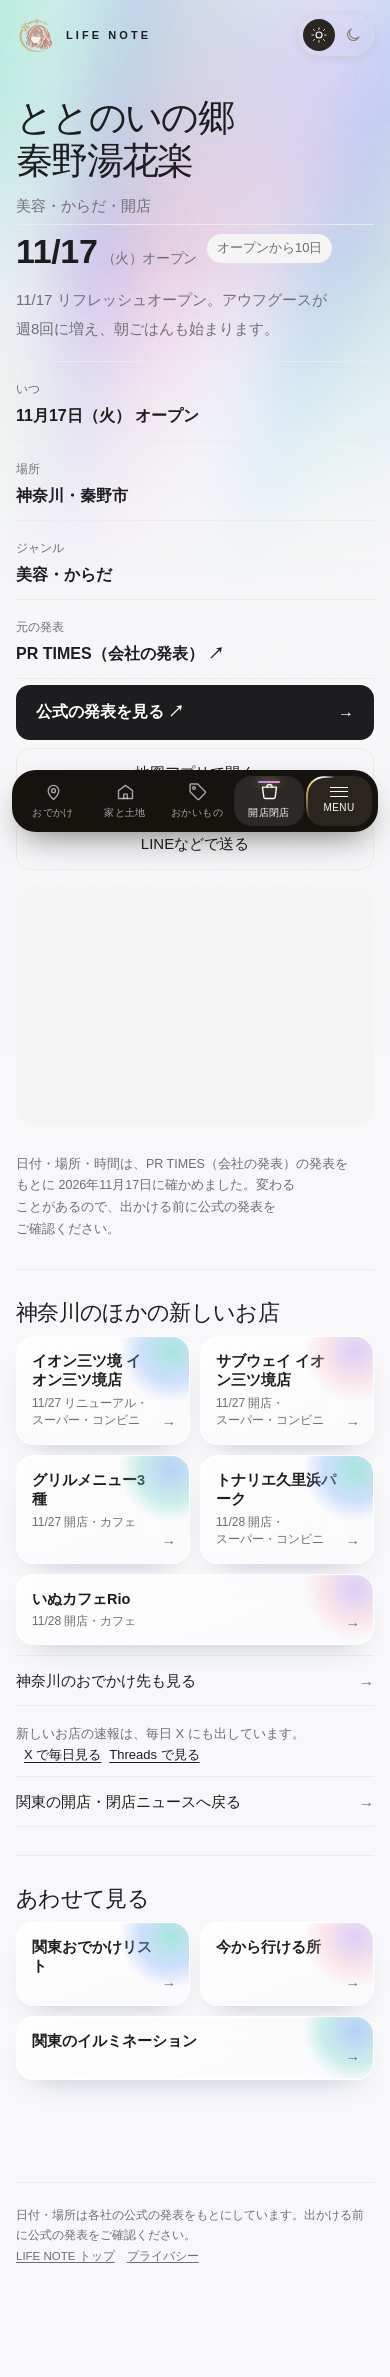 LIFE NOTE
ととのいの郷
秦野湯花楽
美容・からだ・開店
11/17 （火）オープン オープンから10日
11/17 リフレッシュオープン。アウフグースが
週8回に増え、朝ごはんも始まります。
いつ
11月17日（火） オープン
場所
神奈川・秦野市
ジャンル
美容・からだ
元の発表
PR TIMES（会社の発表） ↗
公式の発表を見る ↗ →
おでかけ 家と土地 おかいもの 開店閉店 MENU
LINEなどで送る
日付・場所・時間は、PR TIMES（会社の発表）の発表を
もとに 2026年11月17日に確かめました。変わる
ことがあるので、出かける前に公式の発表を
ご確認ください。
神奈川のほかの新しいお店
イオン三ツ境 イ
オン三ツ境店
11/27 リニューアル・
スーパー・コンビニ →
サブウェイ イオ
ン三ツ境店
11/27 開店・
スーパー・コンビニ →
グリルメニュー3
種
11/27 開店・カフェ →
トナリエ久里浜パ
ーク
11/28 開店・
スーパー・コンビニ →
いぬカフェRio
11/28 開店・カフェ →
神奈川のおでかけ先も見る →
新しいお店の速報は、毎日 X にも出しています。
X で毎日見る Threads で見る
関東の開店・閉店ニュースへ戻る →
あわせて見る
関東おでかけリス
ト →
今から行ける所 →
関東のイルミネーション →
日付・場所は各社の公式の発表をもとにしています。出かける前
に公式の発表をご確認ください。
LIFE NOTE トップ プライバシー